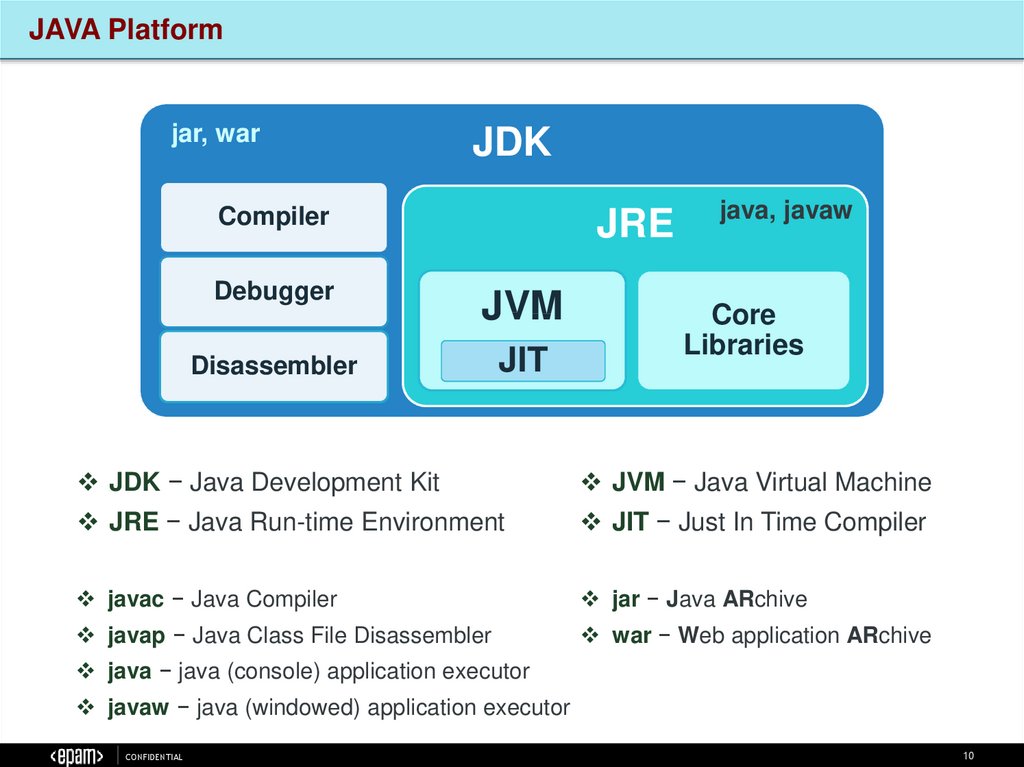 JAVA Platform
jar, war
JDK
Compiler
Debugger
Disassembler
JRE
java, javaw
JVM
JIT
Core
Libraries
❖ JDK − Java Development Kit
❖ JRE − Java Run-time Environment
❖ JVM − Java Virtual Machine
❖ JIT − Just In Time Compiler
❖ javac − Java Compiler
❖ javap − Java Class File Disassembler
❖ java − java (console) application executor
❖ javaw − java (windowed) application executor
❖ jar − Java ARchive
❖ war − Web application ARchive
<epam>
CONFIDENTIAL
10